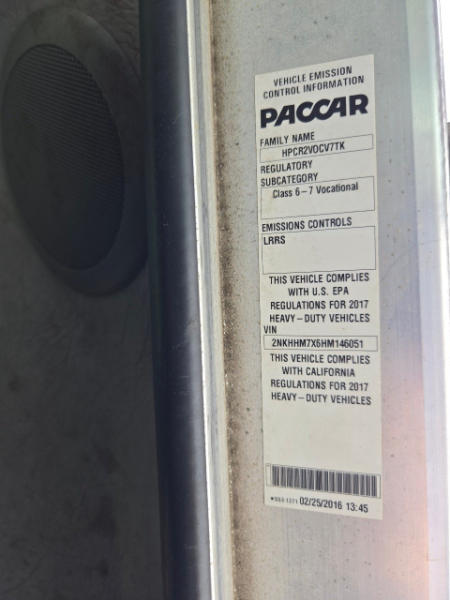 VEHICLE EMISSION
CONTROL INFORMATION
PACCAR
FAMILY NAME
HPCR2VOCV7TK
REGULATORY
SUBCATEGORY
Class 6-7 Vocational
EMISSIONS CONTROLS
LRRS
THIS VEHICLE COMPLIES
WITH U.S. EPA
REGULATIONS FOR 2017
HEAVY-DUTY VEHICLES
VIN
2NKHHM7X6HM146051
THIS VEHICLE COMPLIES
WITH CALIFORNIA
REGULATIONS FOR 2017
HEAVY-DUTY VEHICLES
02/25/2016 13:45